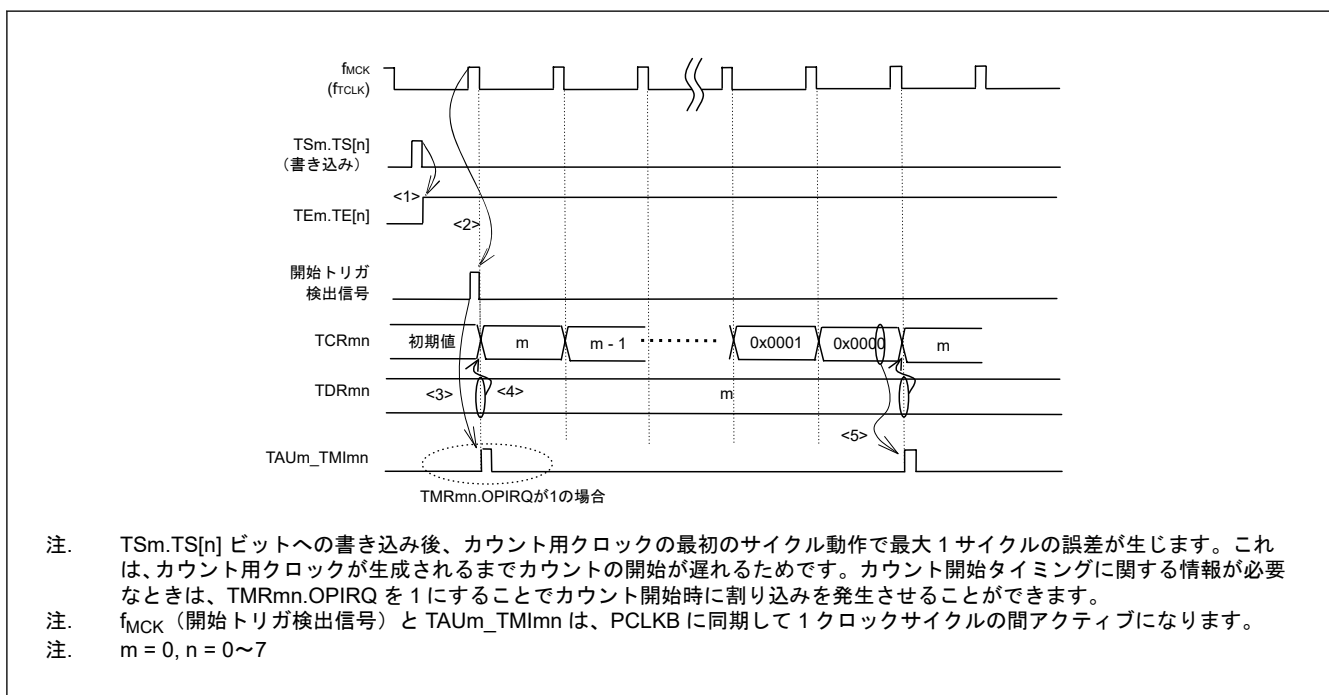 fMCK
(fTCLK)
TSm.TS[n]
（書き込み）
<1>
TEm.TE[n]
<2>
開始トリガ
検出信号
TCRmn 初期値 m m - 1 ········· 0x0001 0x0000 m
TDRmn <3> <4> m
<5>
TAUm_TMImn
TMRmn.OPIRQが1の場合
注. TSm.TS[n] ビットへの書き込み後、カウント用クロックの最初のサイクル動作で最大 1 サイクルの誤差が生じます。これ
は、カウント用クロックが生成されるまでカウントの開始が遅れるためです。カウント開始タイミングに関する情報が必要
なときは、TMRmn.OPIRQ を 1 にすることでカウント開始時に割り込みを発生させることができます。
注. fMCK（開始トリガ検出信号）と TAUm_TMImn は、PCLKB に同期して 1 クロックサイクルの間アクティブになります。
注. m = 0, n = 0～7